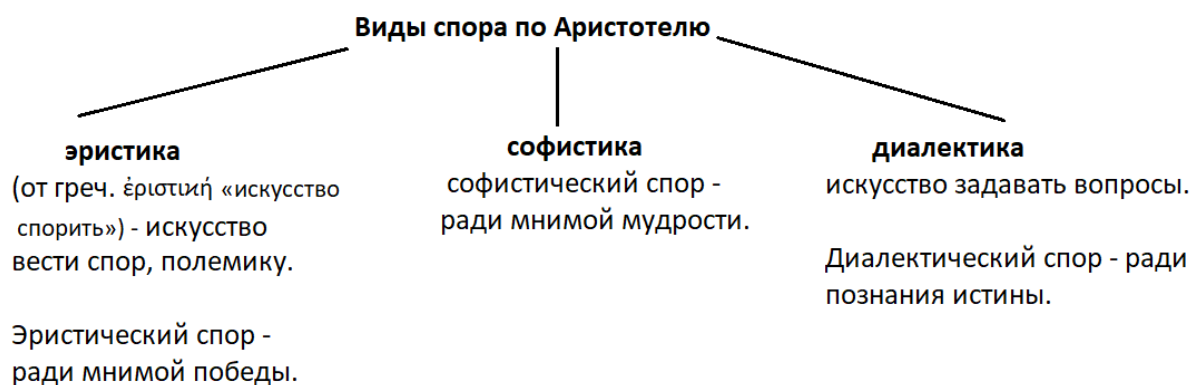 Виды спора по Аристотелю
эристика
(от греч. ἐριστική «искусство
спорить») - искусство
вести спор, полемику.
Эристический спор -
ради мнимой победы.
софистика
софистический спор -
ради мнимой мудрости.
диалектика
искусство задавать вопросы.
Диалектический спор - ради
познания истины.